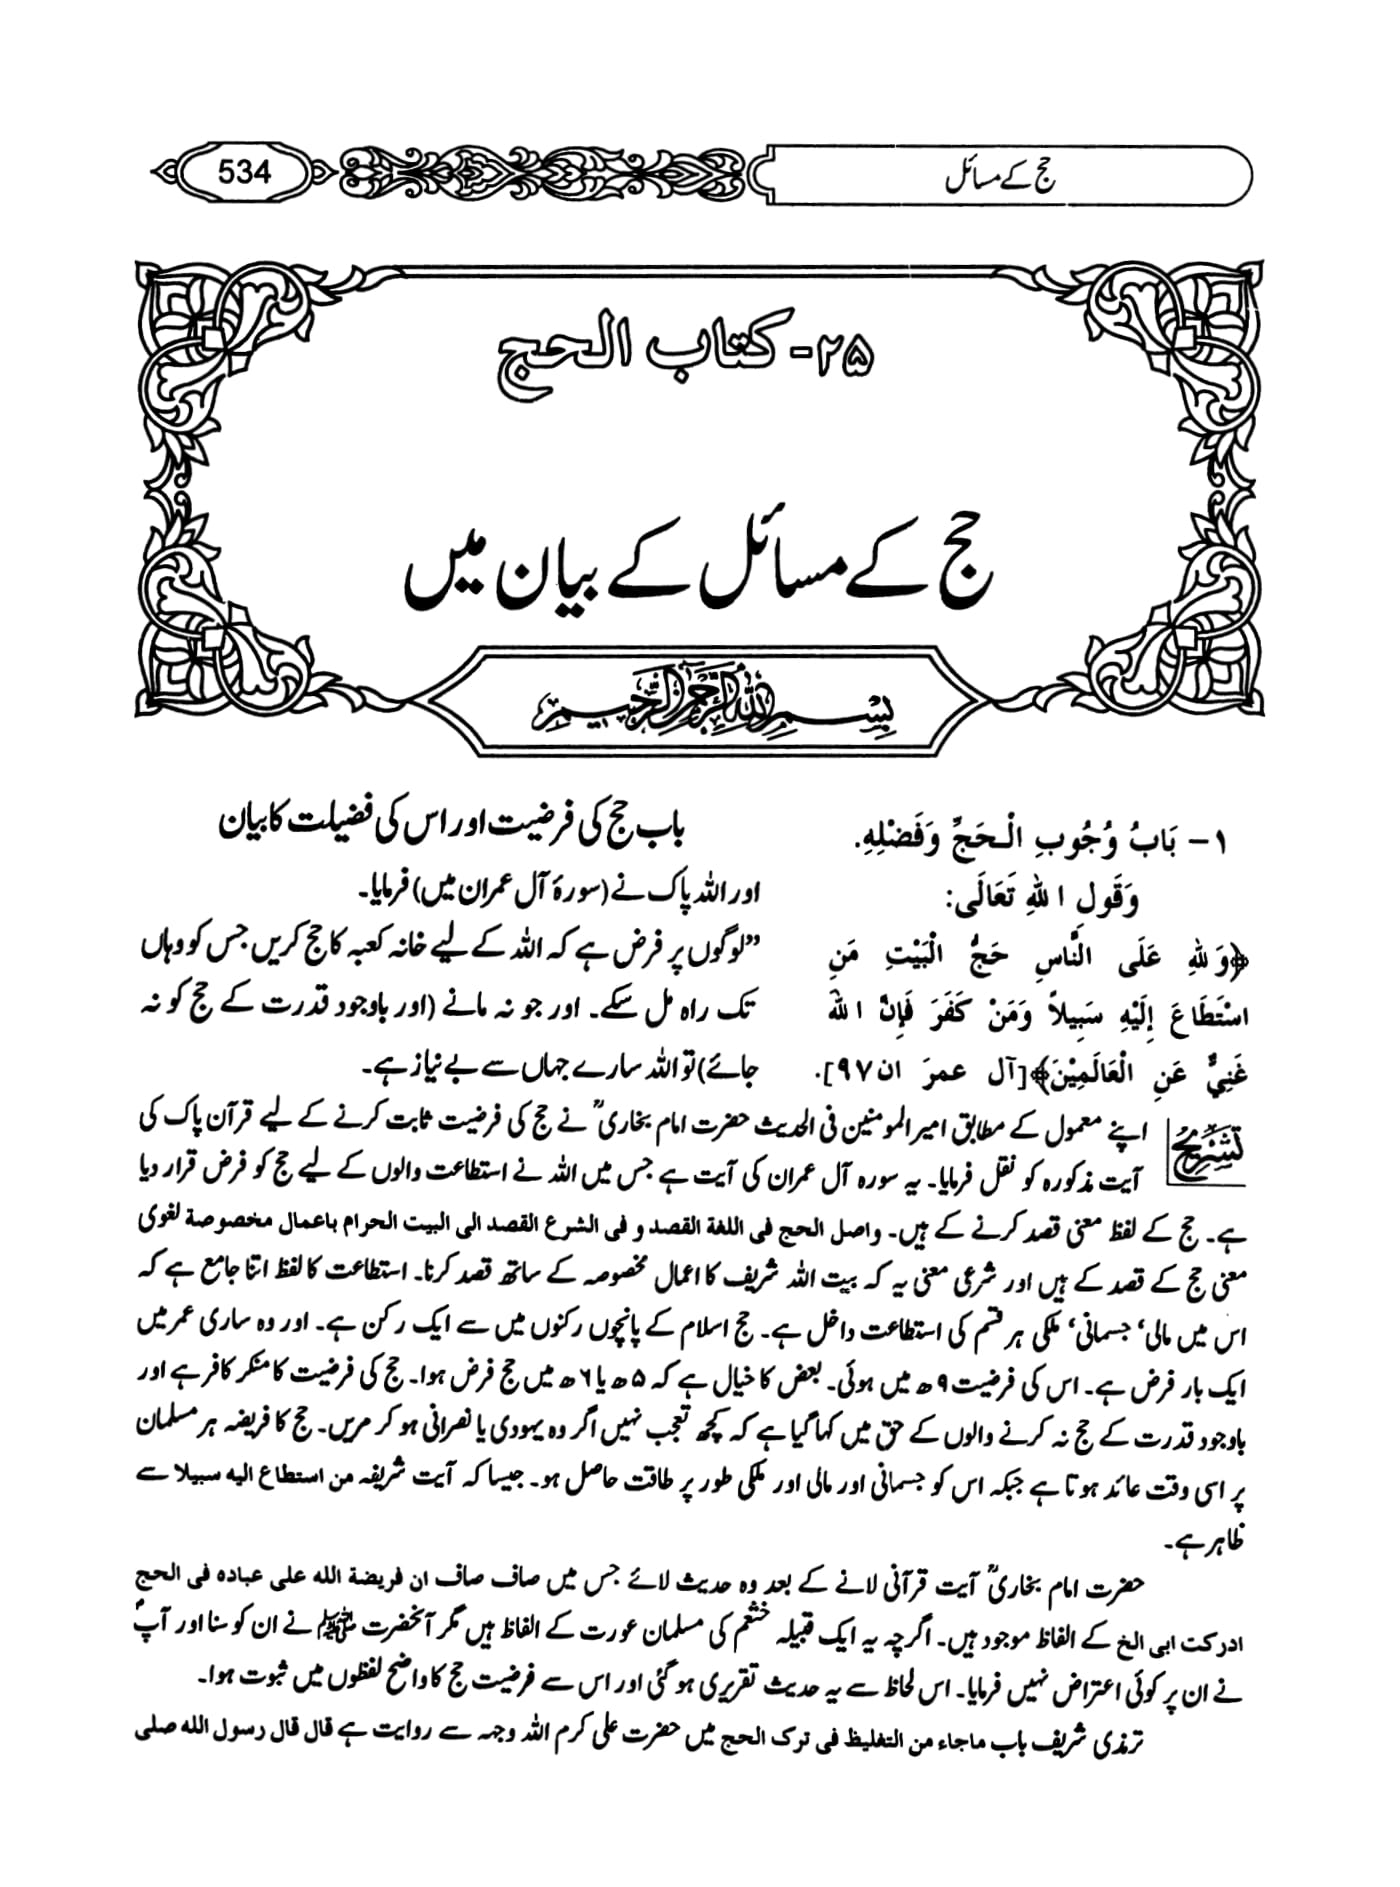 حج کے مسائل
534
۲۵- کتاب الحج
حج کے مسائل کے بیان میں
بسم الله الرحمن الرحيم
۱- بَابُ وُجُوبِ الْحَجِّ وَفَضْلِهِ.
وَقَولِ اللهِ تَعَالَى:
﴿وَلِلّٰهِ عَلَى النَّاسِ حَجُّ الْبَيْتِ مَنِ
اسْتَطَاعَ إِلَيْهِ سَبِيلاً وَمَنْ كَفَرَ فَإِنَّ اللهَ
غَنِيٌّ عَنِ الْعَالَمِيْنَ﴾[آل عمرَ ان ۹۷].
باب حج کی فرضیت اور اس کی فضیلت کا بیان
اور اللہ پاک نے (سورۂ آل عمران میں) فرمایا۔
”لوگوں پر فرض ہے کہ اللہ کے لیے خانہ کعبہ کا حج کریں جس کو وہاں
تک راہ مل سکے۔ اور جو نہ مانے (اور باوجود قدرت کے حج کو نہ
جائے) تو اللہ سارے جہاں سے بے نیاز ہے۔
تشریح
اپنے معمول کے مطابق امیر المومنین فی الحدیث حضرت امام بخاریؒ نے حج کی فرضیت ثابت کرنے کے لیے قرآن پاک کی
آیت مذکورہ کو نقل فرمایا۔ یہ سورہ آل عمران کی آیت ہے جس میں اللہ نے استطاعت والوں کے لیے حج کو فرض قرار دیا
ہے۔ حج کے لفظ معنی قصد کرنے کے ہیں۔ واصل الحج فی اللغة القصد و فی الشرع القصد الی البیت الحرام باعمال مخصوصة لغوی
معنی حج کے قصد کے ہیں اور شرعی معنی یہ کہ بیت اللہ شریف کا اعمال مخصوصہ کے ساتھ قصد کرنا۔ استطاعت کا لفظ اتنا جامع ہے کہ
اس میں مالی‘ جسمانی‘ ملکی ہر قسم کی استطاعت داخل ہے۔ حج اسلام کے پانچوں رکنوں میں سے ایک رکن ہے۔ اور وہ ساری عمر میں
ایک بار فرض ہے۔ اس کی فرضیت ۹ھ میں ہوئی۔ بعض کا خیال ہے کہ ۵ھ یا ۶ھ میں حج فرض ہوا۔ حج کی فرضیت کا منکر کافر ہے اور
باوجود قدرت کے حج نہ کرنے والوں کے حق میں کہا گیا ہے کہ کچھ تعجب نہیں اگر وہ یہودی یا نصرانی ہو کر مریں۔ حج کا فریضہ ہر مسلمان
پر اسی وقت عائد ہوتا ہے جبکہ اس کو جسمانی اور مالی اور ملکی طور پر طاقت حاصل ہو۔ جیسا کہ آیت شریفہ من استطاع الیه سبیلا سے
ظاہر ہے۔
حضرت امام بخاریؒ آیت قرآنی لانے کے بعد وہ حدیث لائے جس میں صاف صاف ان فریضة الله علی عباده فی الحج
ادرکت ابی الخ کے الفاظ موجود ہیں۔ اگرچہ یہ ایک قبیلہ خثعم کی مسلمان عورت کے الفاظ ہیں مگر آنحضرت ﷺ نے ان کو سنا اور آپؐ
نے ان پر کوئی اعتراض نہیں فرمایا۔ اس لحاظ سے یہ حدیث تقریری ہو گئی اور اس سے فرضیت حج کا واضح لفظوں میں ثبوت ہوا۔
ترمذی شریف باب ماجاء من التغلیظ فی ترک الحج میں حضرت علی کرم اللہ وجہہ سے روایت ہے قال قال رسول الله صلی